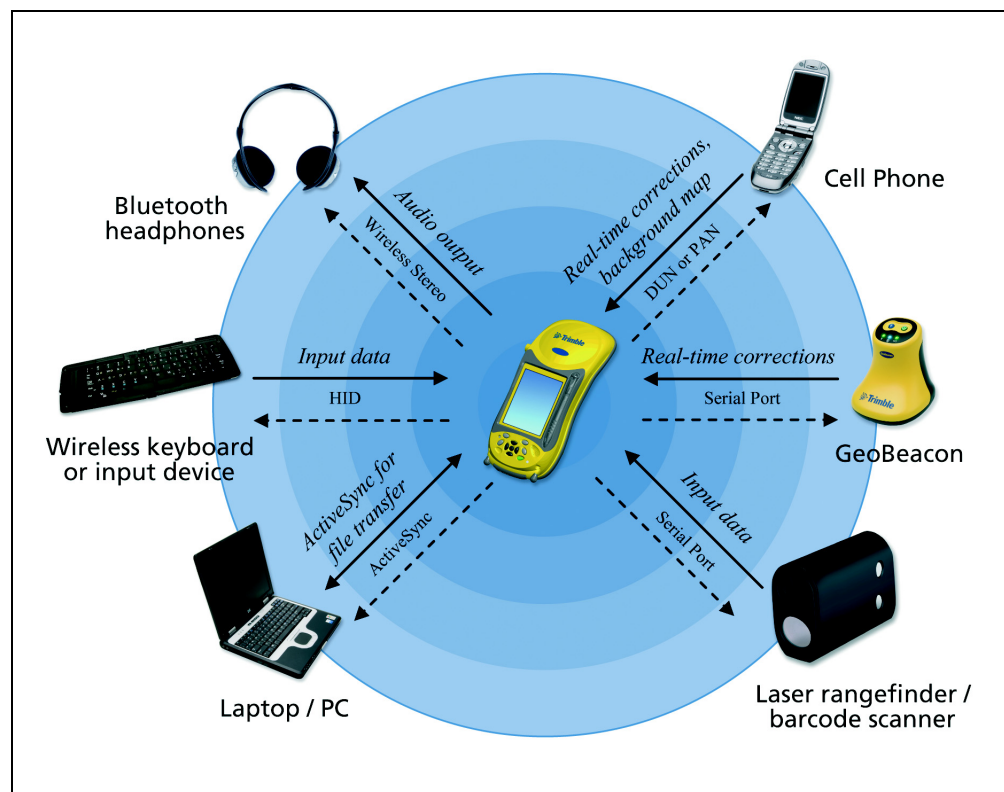 Bluetooth
headphones
Audio output
Wireless Stereo
Cell Phone
Real-time corrections,
background map
DUN or PAN
Wireless keyboard
or input device
Input data
HID
Trimble
Real-time corrections
Serial Port
Trimble
GeoBeacon
Laptop / PC
ActiveSync for
file transfer
ActiveSync
Input data
Serial Port
Laser rangefinder /
barcode scanner